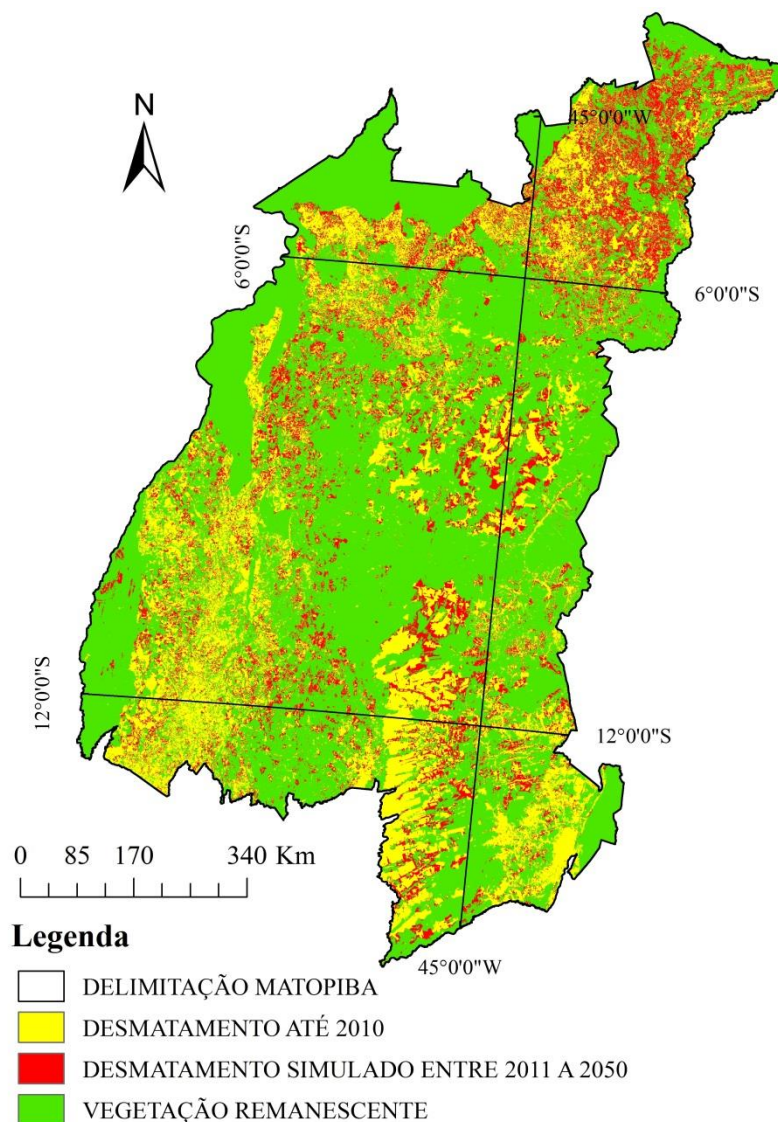 N
45°0'0"W
6°0'0"S
6°0'0"S
12°0'0"S
12°0'0"S
0 85 170 340 Km
45°0'0"W
Legenda
DELIMITAÇÃO MATOPIBA
DESMATAMENTO ATÉ 2010
DESMATAMENTO SIMULADO ENTRE 2011 A 2050
VEGETAÇÃO REMANESCENTE